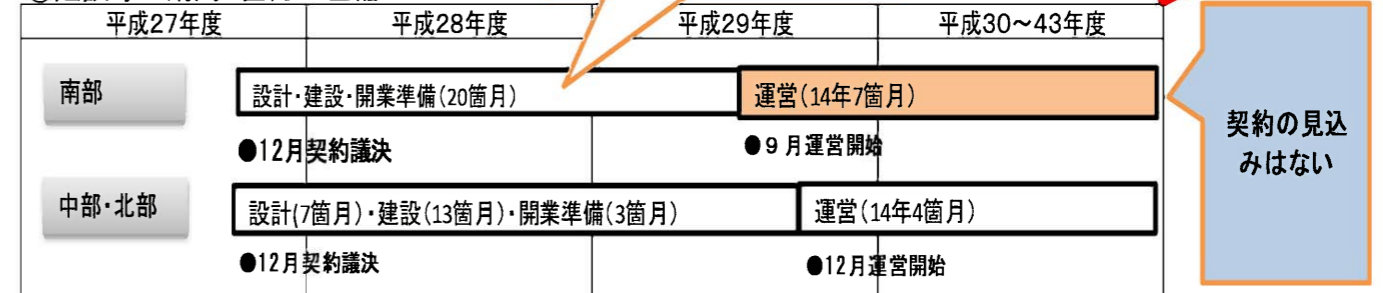 平成27年度 平成28年度 平成29年度 平成30～43年度
南部
設計・建設・開業準備(20箇月)
運営(14年7箇月)
●12月契約議決
●9月運営開始
契約の見込
みはない
中部・北部
設計(7箇月)・建設(13箇月)・開業準備(3箇月)
運営(14年4箇月)
●12月契約議決
●12月運営開始